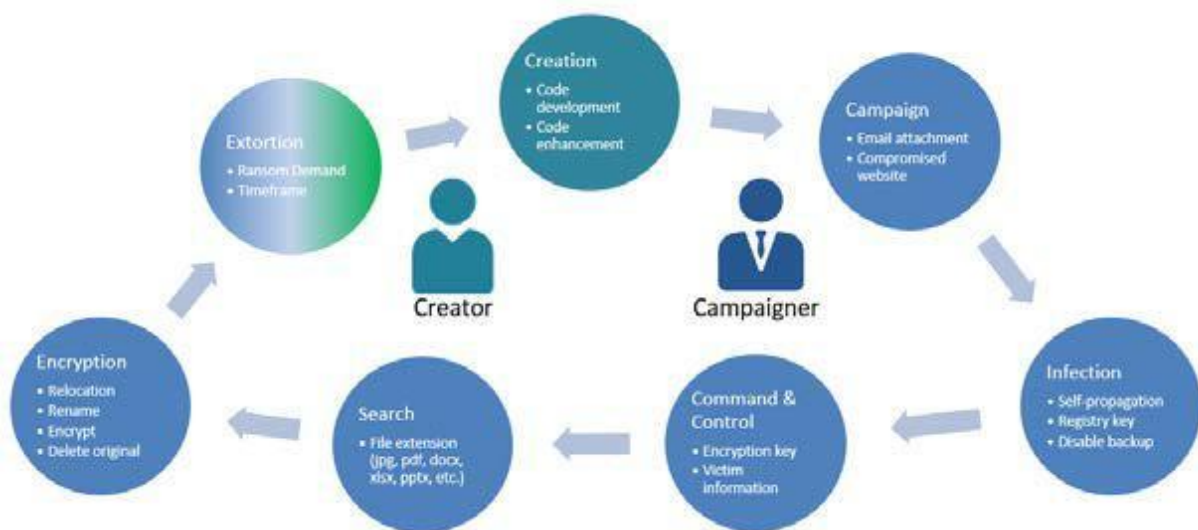 Creation
• Code
development
• Code
enhancement
Campaign
• Email attachment
• Compromised
website
Infection
• Self-propagation
• Registry key
• Disable backup
Command &
Control
• Encryption key
• Victim
information
Search
• File extension
(jpg, pdf, docx,
xlsx, pptx, etc.)
Encryption
• Relocation
• Rename
• Encrypt
• Delete original
Extortion
• Ransom Demand
• Timeframe
Creator
Campaigner